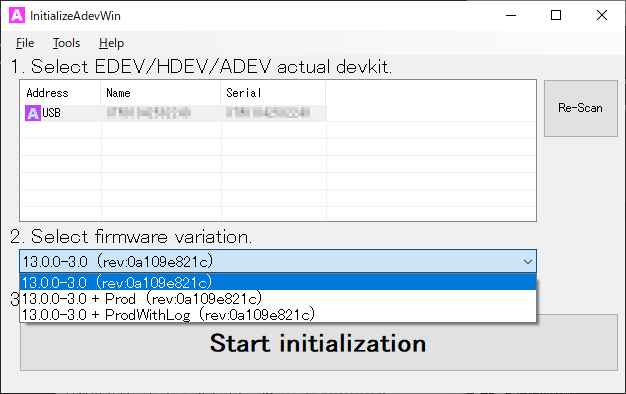 A InitializeAdevWin
File Tools Help
1. Select EDEV/HDEV/ADEV actual devkit.
Address Name Serial
A USB
Re-Scan
2. Select firmware variation.
13.0.0-3.0 (rev:0a109e821c)
13.0.0-3.0 (rev:0a109e821c)
3
13.0.0-3.0 + Prod (rev:0a109e821c)
13.0.0-3.0 + ProdWithLog (rev:0a109e821c)
Start initialization